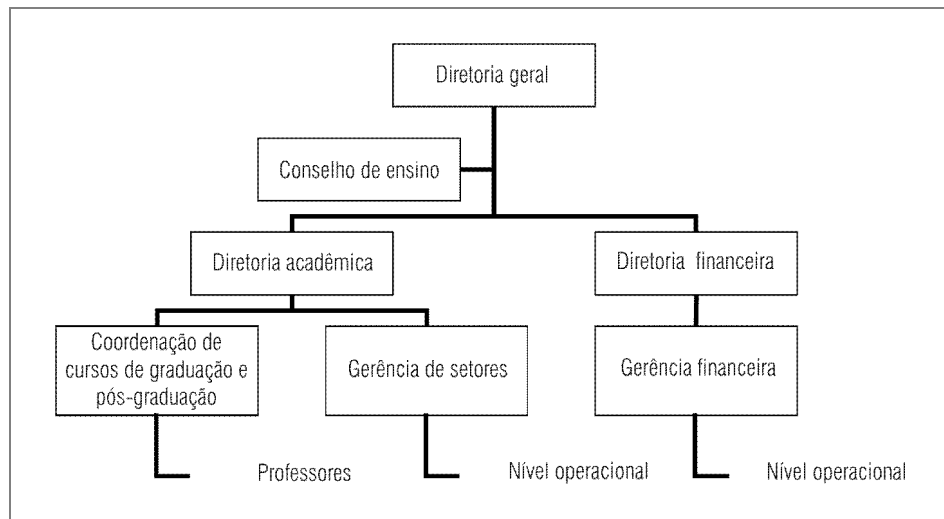 Diretoria geral
Conselho de ensino
Diretoria acadêmica
Diretoria financeira
Coordenação de
cursos de graduação e
pós-graduação
Gerência de setores
Gerência financeira
Professores
Nível operacional
Nível operacional